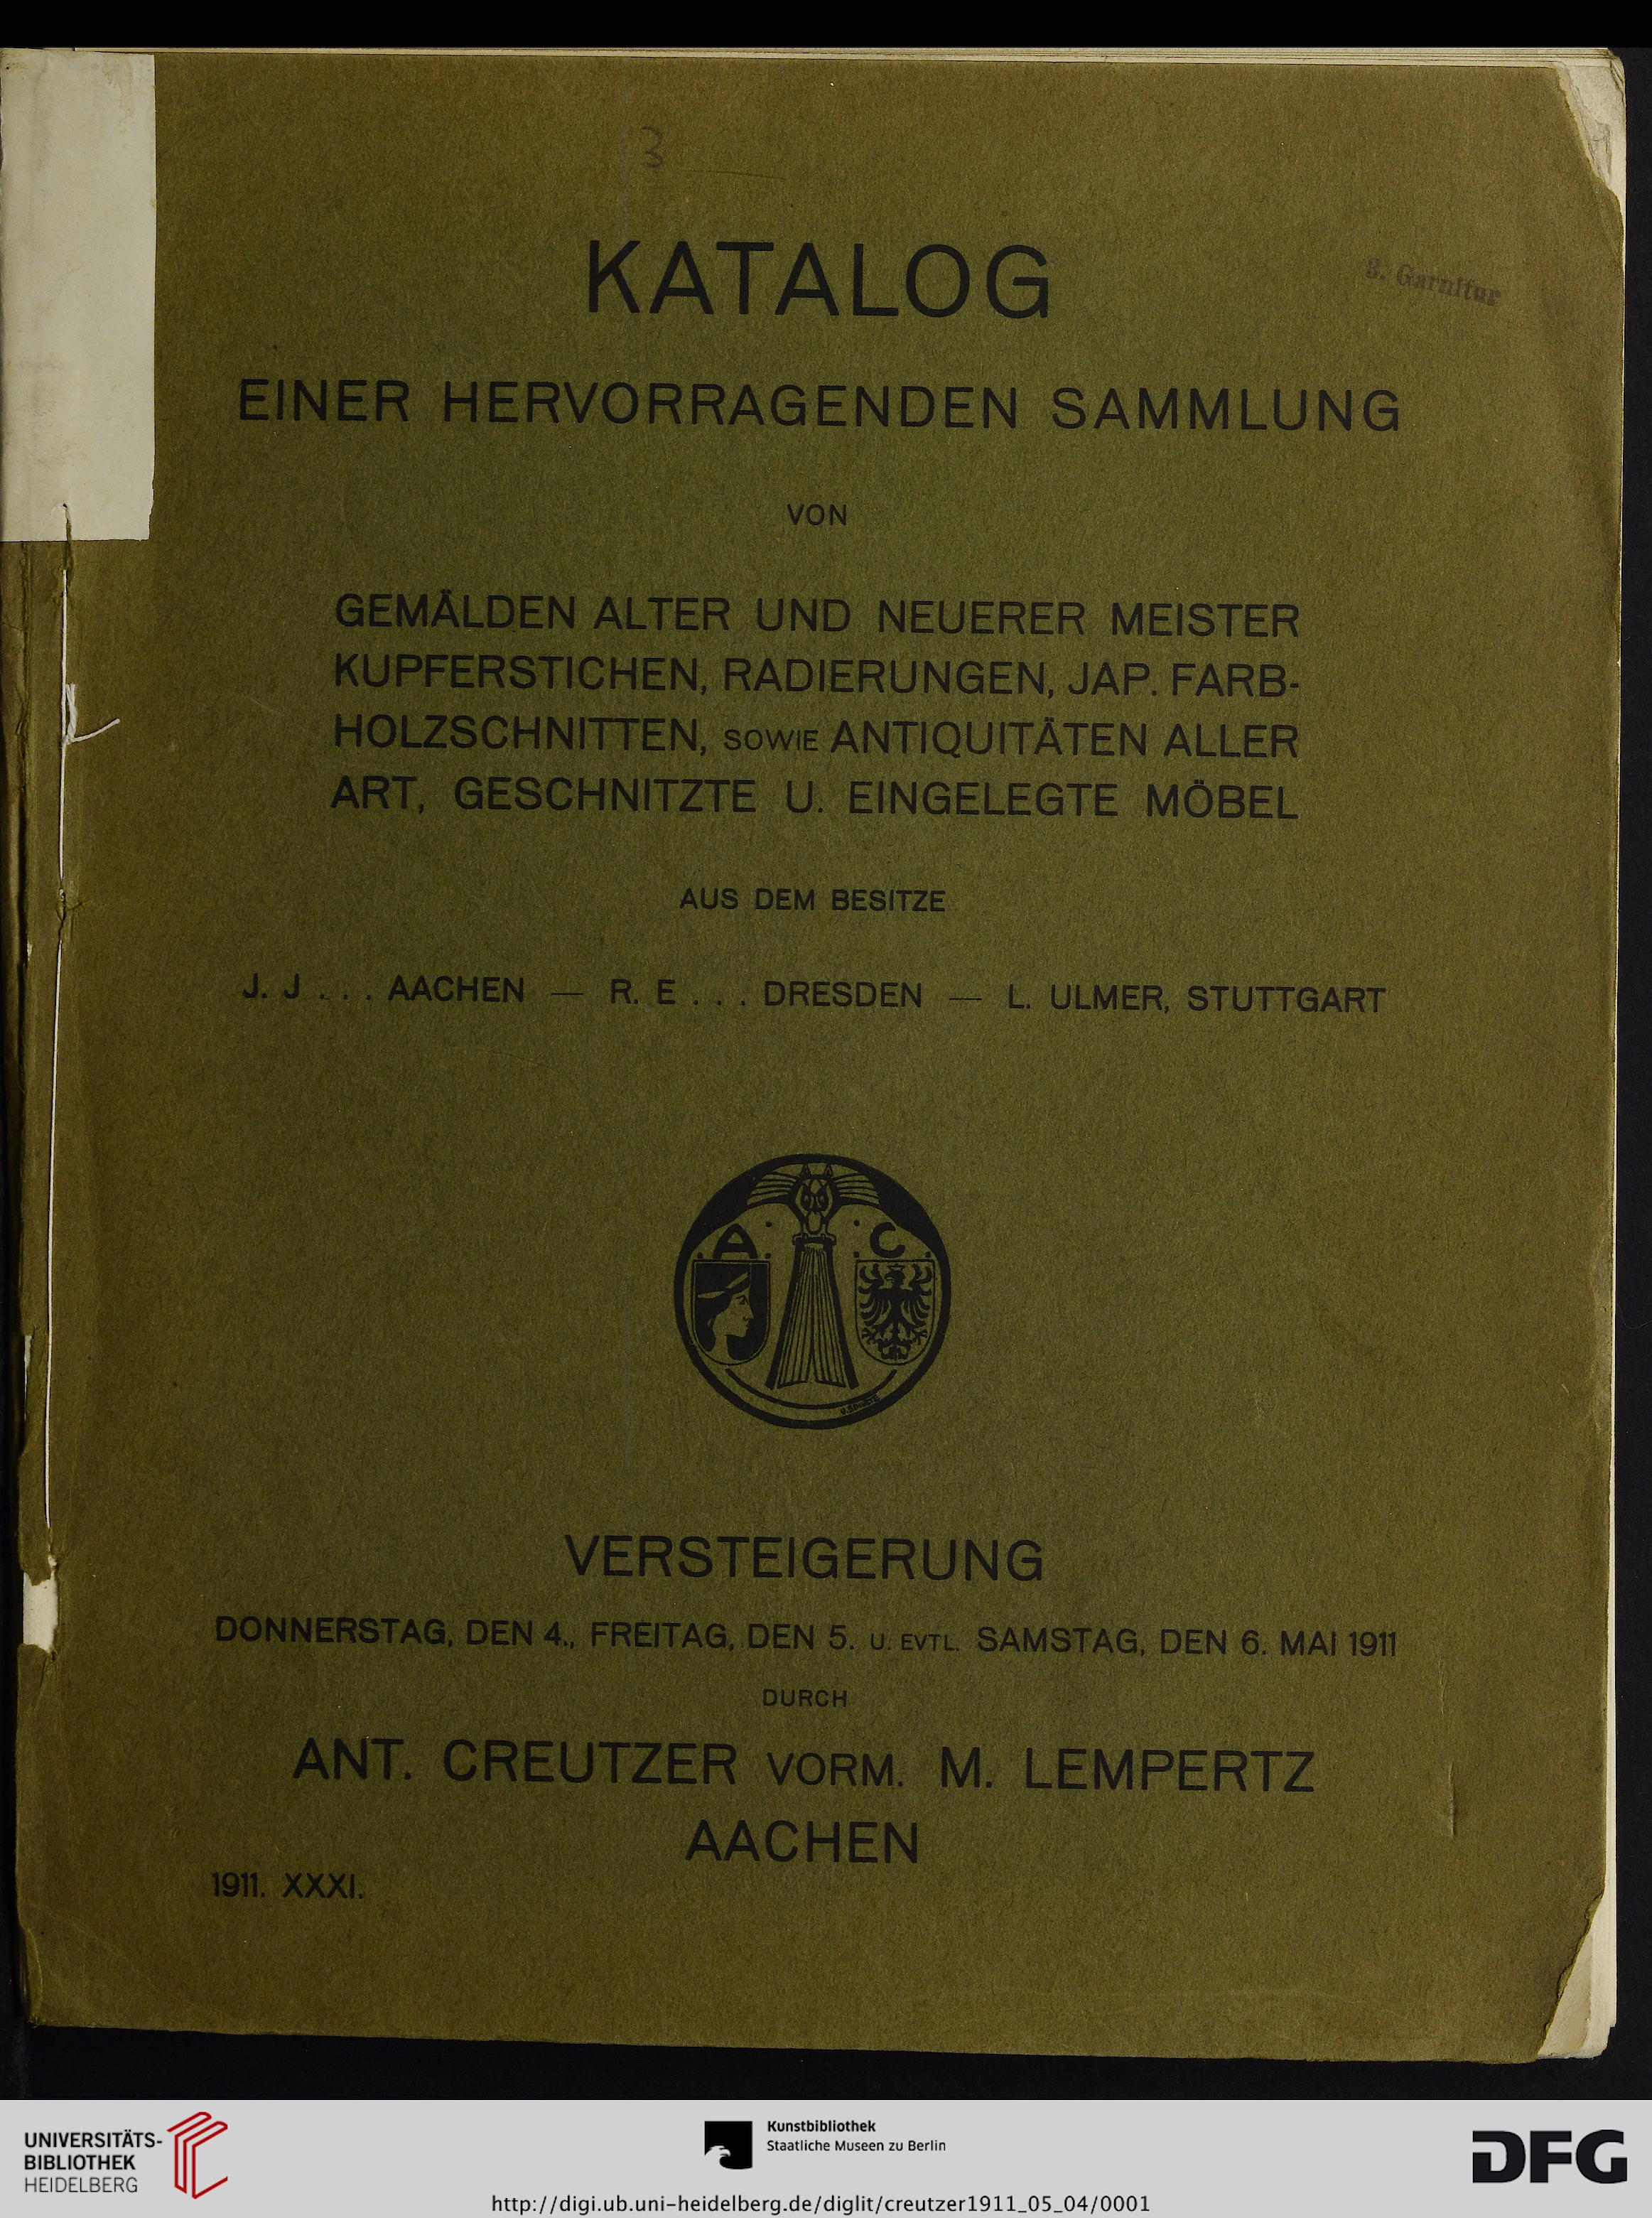 3
KATALOG
3. Garnitur
EINER HERVORRAGENDEN SAMMLUNG
VON
GEMÄLDEN ALTER UND NEUERER MEISTER
KUPFERSTICHEN, RADIERUNGEN, JAP. FARB-
HOLZSCHNITTEN, SOWIE ANTIQUITÄTEN ALLER
ART, GESCHNITZTE U. EINGELEGTE MÖBEL
AUS DEM BESITZE
J. J . . . AACHEN — R. E . . . DRESDEN — L. ULMER, STUTTGART
.A. .C.
VERSTEIGERUNG
DONNERSTAG, DEN 4., FREITAG, DEN 5. U. EVTL. SAMSTAG, DEN 6. MAI 1911
DURCH
ANT. CREUTZER VORM. M. LEMPERTZ
AACHEN
1911. XXXI.
UNIVERSITÄTS-
BIBLIOTHEK
HEIDELBERG
Kunstbibliothek
Staatliche Museen zu Berlin
DFG
http://digi.ub.uni-heidelberg.de/diglit/creutzer1911_05_04/0001